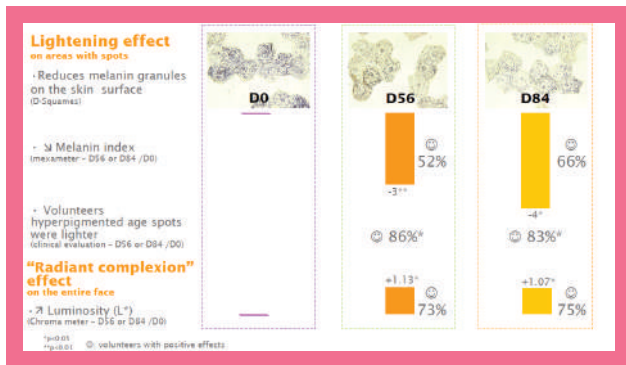 Lightening effect
on areas with spots
·Reduces melanin granules
on the skin surface
(D-Squames)
D0
D56
D84
· ↘ Melanin index
(mexameter – D56 or D84 /D0)
☺
52%
☺
66%
-3**
-4*
· Volunteers
hyperpigmented age spots
were lighter
(clinical evaluation – D56 or D84 /D0)
☺ 86%*
☺ 83%*
“Radiant complexion”
effect
on the entire face
+1.13*
+1.07*
· ↗ Luminosity (L*)
(Chroma meter – D56 or D84 /D0)
☺
73%
☺
75%
*p<0.05
**p<0.01
☺: volunteers with positive effects